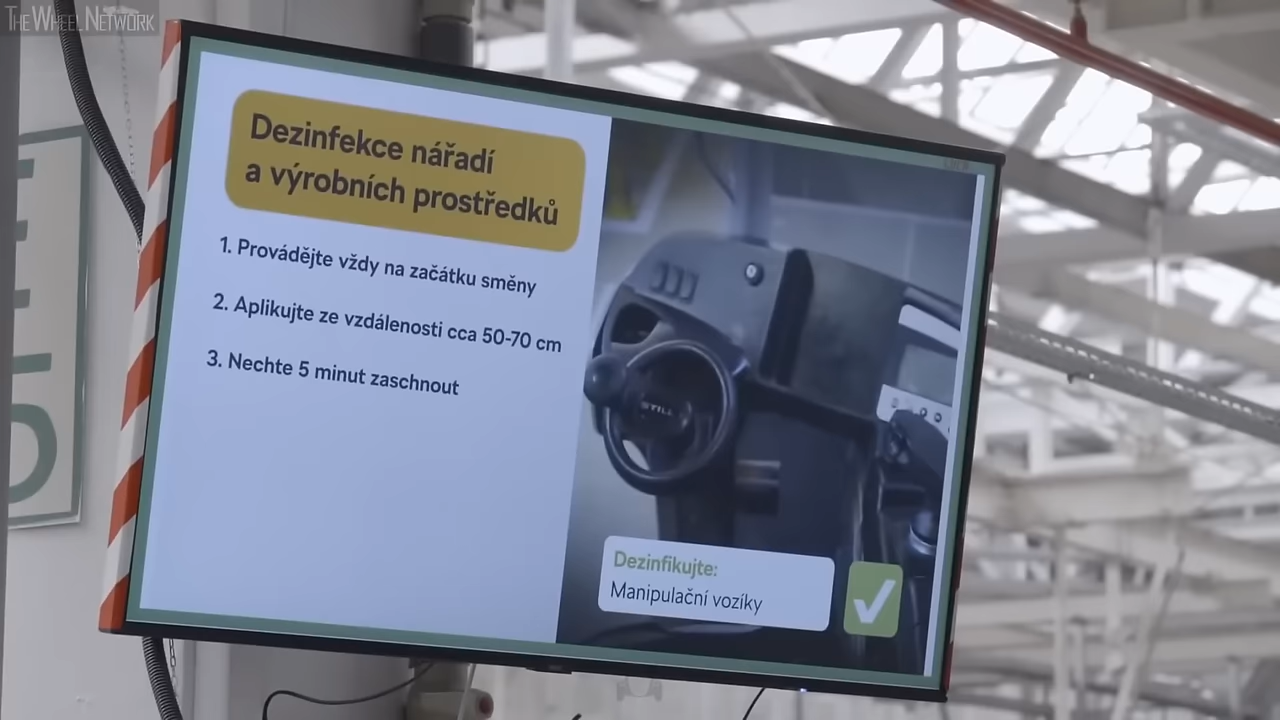 THE WHEEL NETWORK
Dezinfekce nářadí
a výrobních prostředků
1. Provádějte vždy na začátku směny
2. Aplikujte ze vzdálenosti cca 50-70 cm
3. Nechte 5 minut zaschnout
STILL
Dezinfikujte:
Manipulační vozíky